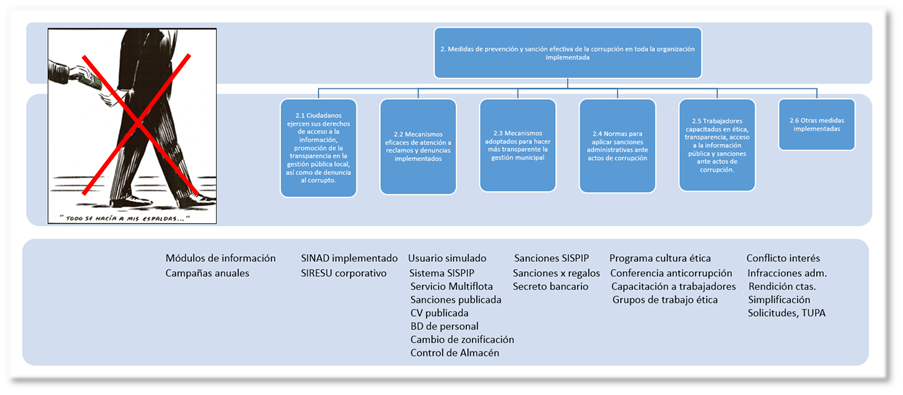 2. Medidas de prevención y sanción efectiva de la corrupción en toda la organización
implementada
2.1 Ciudadanos
ejercen sus derechos
de acceso a la
información,
promoción de la
transparencia en la
gestión pública local,
así como de denuncia
al corrupto.
2.2 Mecanismos
eficaces de atención a
reclamos y denuncias
implementados
2.3 Mecanismos
adoptados para hacer
más transparente la
gestión municipal
2.4 Normas para
aplicar sanciones
administrativas ante
actos de corrupción
2.5 Trabajadores
capacitados en ética,
transparencia, acceso
a la información
pública y sanciones
ante actos de
corrupción.
2.6 Otras medidas
implementadas
"TODO SE HACÍA A MIS ESPALDAS..."
Módulos de información
Campañas anuales
SINAD implementado
SIRESU corporativo
Usuario simulado
Sistema SISPIP
Servicio Multiflota
Sanciones publicada
CV publicada
BD de personal
Cambio de zonificación
Control de Almacén
Sanciones SISPIP
Sanciones x regalos
Secreto bancario
Programa cultura ética
Conferencia anticorrupción
Capacitación a trabajadores
Grupos de trabajo ética
Conflicto interés
Infracciones adm.
Rendición ctas.
Simplificación
Solicitudes, TUPA